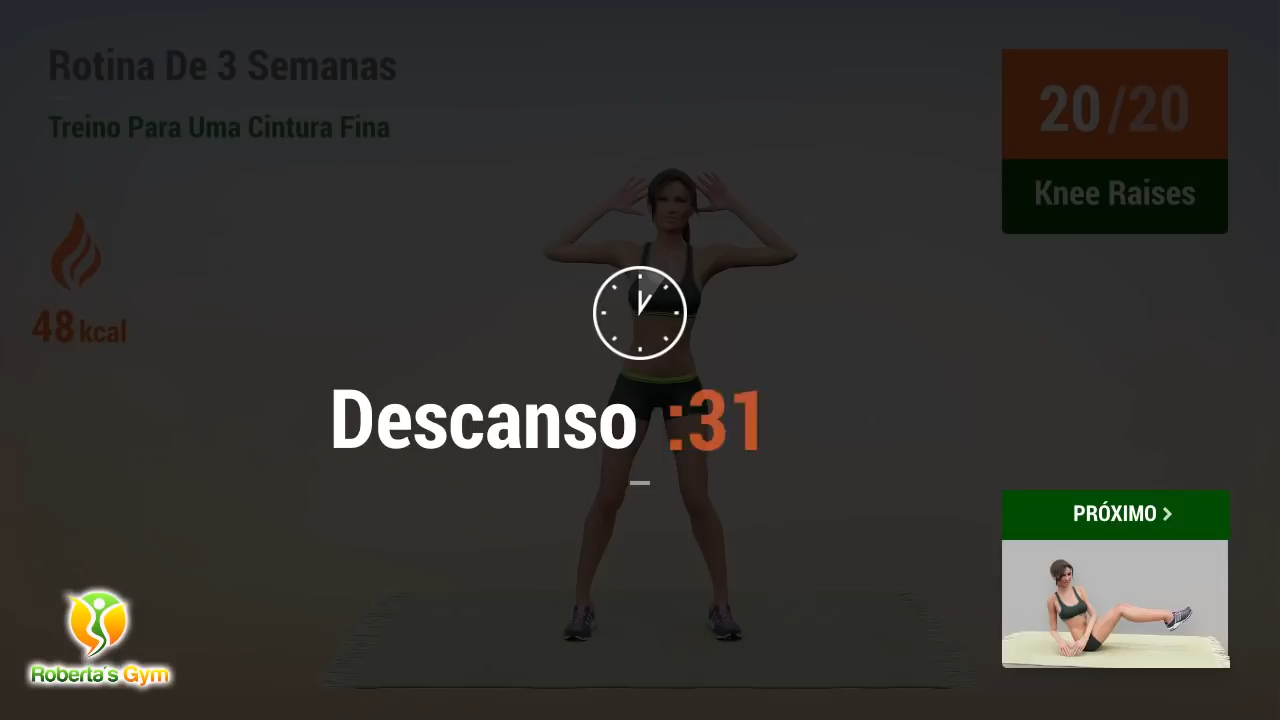 Rotina De 3 Semanas
Treino Para Uma Cintura Fina
20/20
Knee Raises
48 kcal
Descanso :31
PRÓXIMO >
Roberta´s Gym